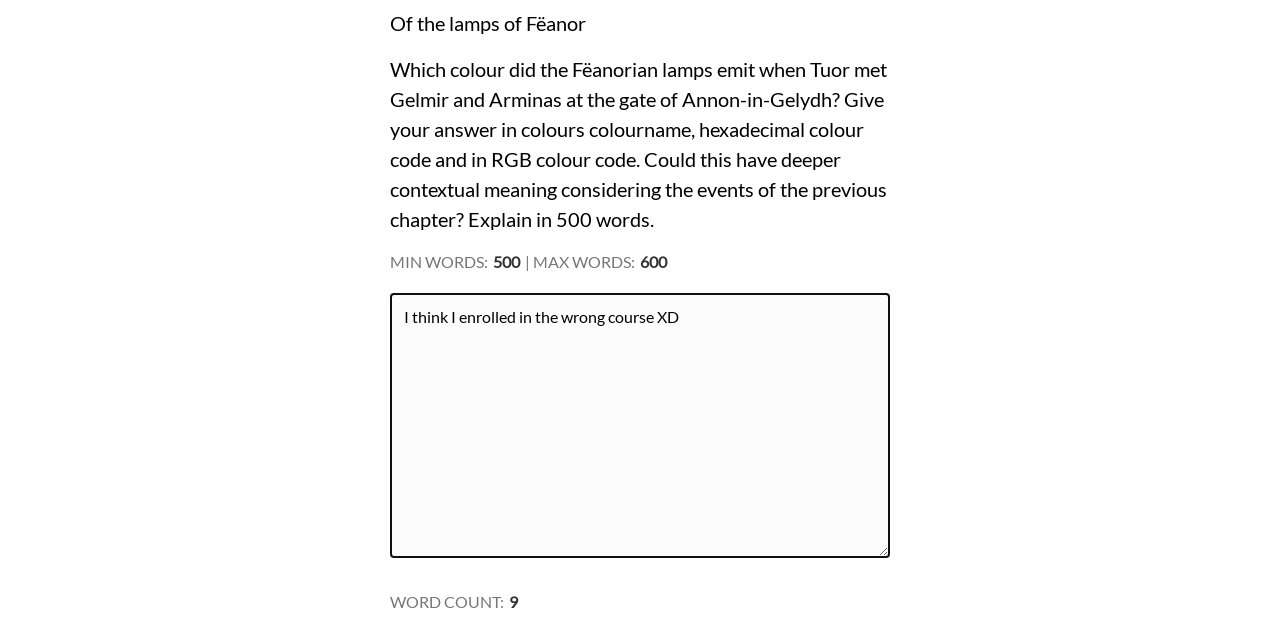 Of the lamps of Fëanor
Which colour did the Fëanorian lamps emit when Tuor met
Gelmir and Arminas at the gate of Annon-in-Gelydh? Give
your answer in colours colourname, hexadecimal colour
code and in RGB colour code. Could this have deeper
contextual meaning considering the events of the previous
chapter? Explain in 500 words.
MIN WORDS: 500 | MAX WORDS: 600
I think I enrolled in the wrong course XD
WORD COUNT: 9